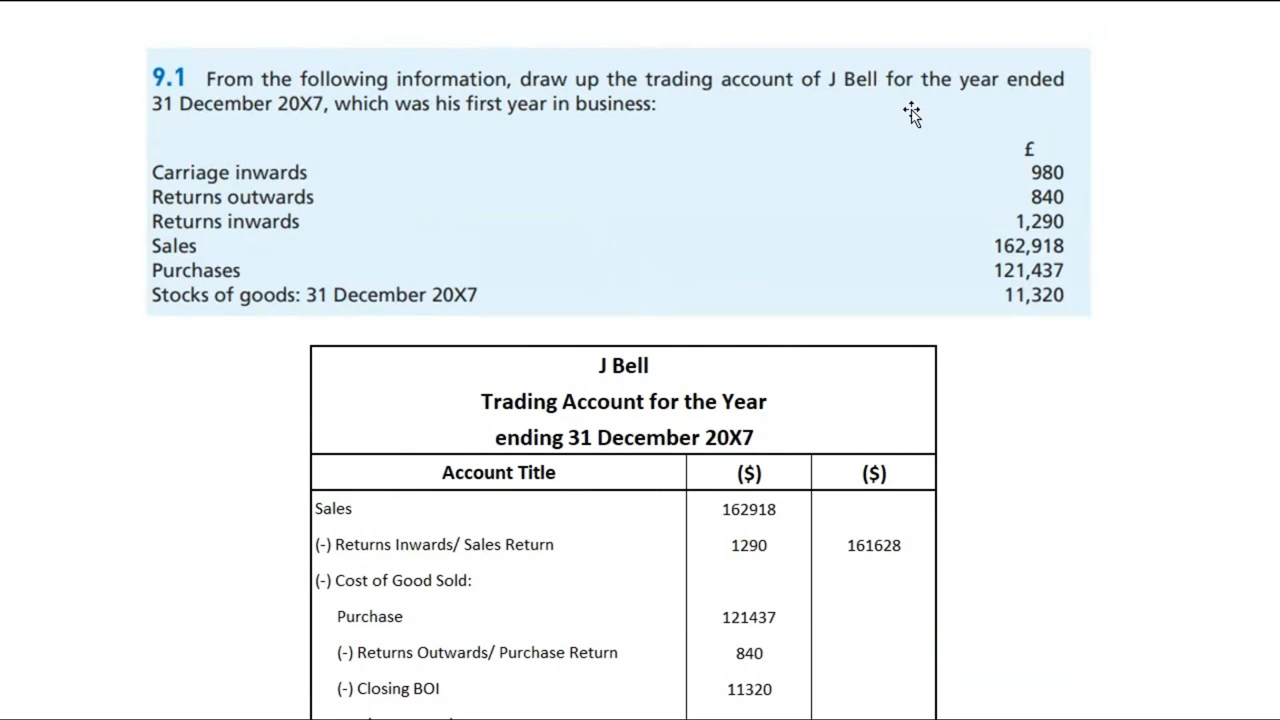 9.1 From the following information, draw up the trading account of J Bell for the year ended
31 December 20X7, which was his first year in business:
£
Carriage inwards 980
Returns outwards 840
Returns inwards 1,290
Sales 162,918
Purchases 121,437
Stocks of goods: 31 December 20X7 11,320
J Bell
Trading Account for the Year
ending 31 December 20X7
Account Title ($) ($)
Sales 162918
(-) Returns Inwards/ Sales Return 1290 161628
(-) Cost of Good Sold:
Purchase 121437
(-) Returns Outwards/ Purchase Return 840
(-) Closing BOI 11320